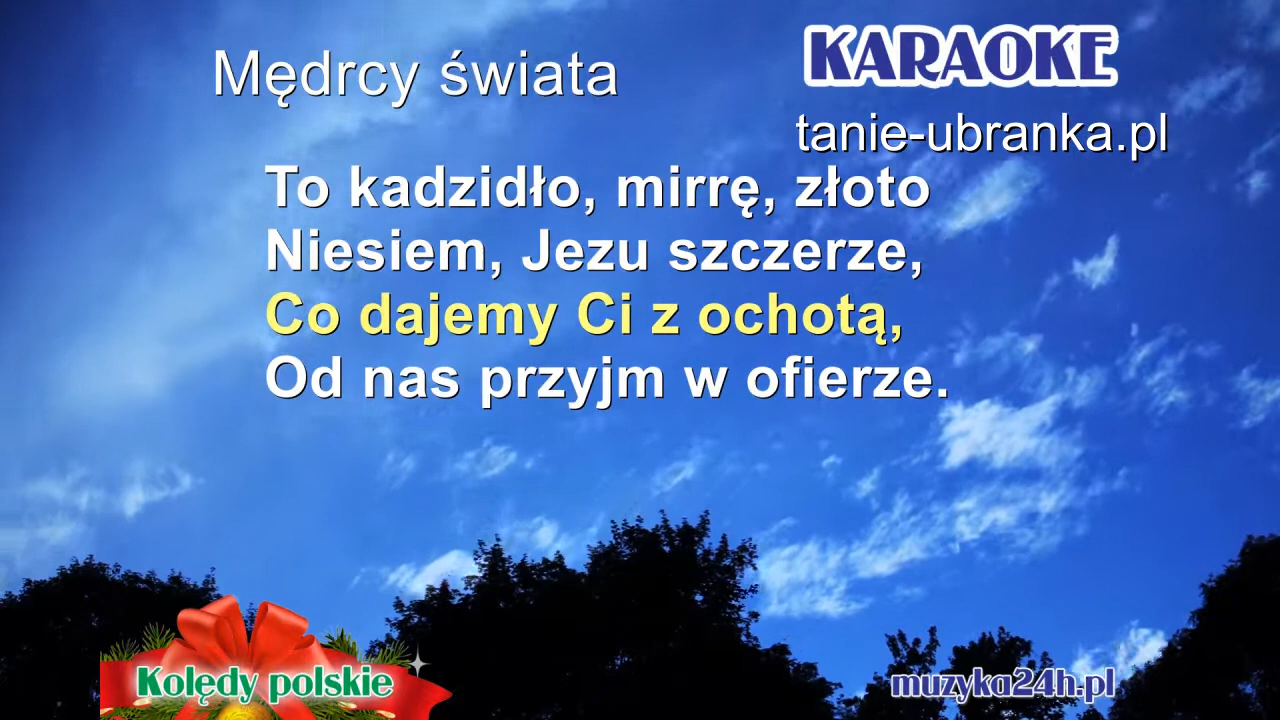 Mędrcy świata
KARAOKE
tanie-ubranka.pl
To kadzidło, mirrę, złoto
Niesiem, Jezu szczerze,
Co dajemy Ci z ochotą,
Od nas przyjm w ofierze.
Kolędy polskie
muzyka24h.pl